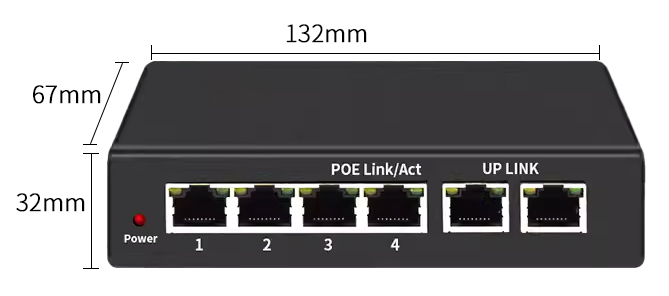 132mm
67mm
POE Link/Act UP LINK
32mm
Power 1 2 3 4